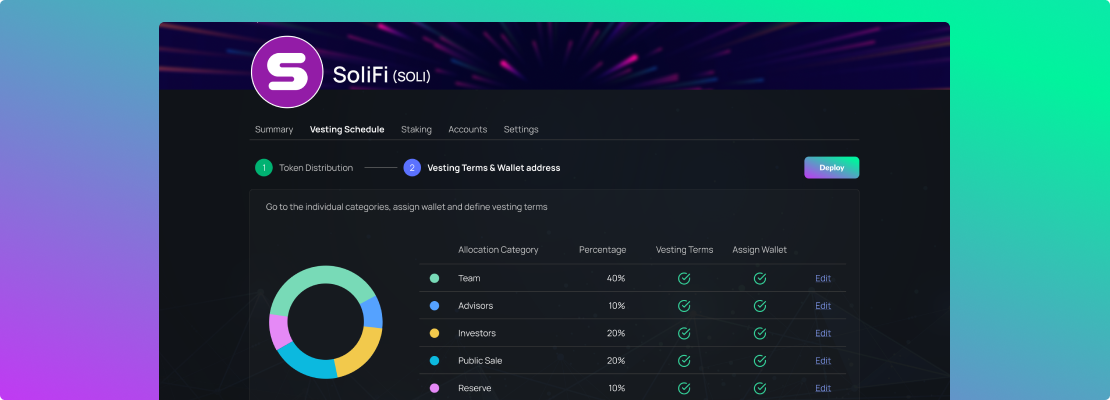 S
SoliFi (SOLI)
Summary Vesting Schedule Staking Accounts Settings
1 Token Distribution 2 Vesting Terms & Wallet address Deploy
Go to the individual categories, assign wallet and define vesting terms
Allocation Category Percentage Vesting Terms Assign Wallet
Team 40% Edit
Advisors 10% Edit
Investors 20% Edit
Public Sale 20% Edit
Reserve 10% Edit